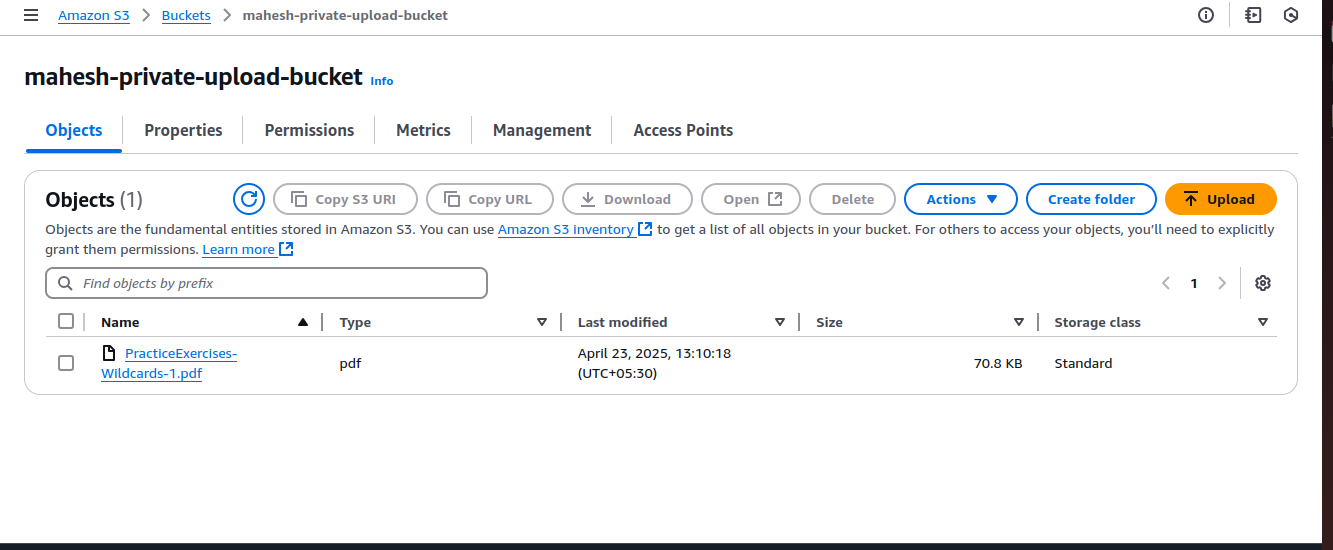 Amazon S3 > Buckets > mahesh-private-upload-bucket
mahesh-private-upload-bucket Info
Objects Properties Permissions Metrics Management Access Points
Objects (1) Copy S3 URI Copy URL Download Open Delete Actions Create folder Upload
Objects are the fundamental entities stored in Amazon S3. You can use Amazon S3 inventory to get a list of all objects in your bucket. For others to access your objects, you'll need to explicitly
grant them permissions. Learn more
Find objects by prefix 1
Name Type Last modified Size Storage class
PracticeExercises-
Wildcards-1.pdf pdf April 23, 2025, 13:10:18
(UTC+05:30) 70.8 KB Standard